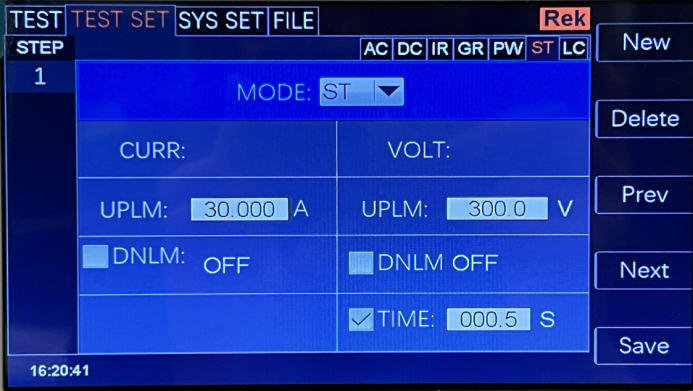 TEST TEST SET SYS SET FILE Rek
STEP AC DC IR GR PW ST LC
1
MODE: ST
CURR: VOLT:
UPLM: 30.000 A UPLM: 300.0 V
DNLM: OFF DNLM OFF
TIME: 000.5 S
16:20:41
New
Delete
Prev
Next
Save